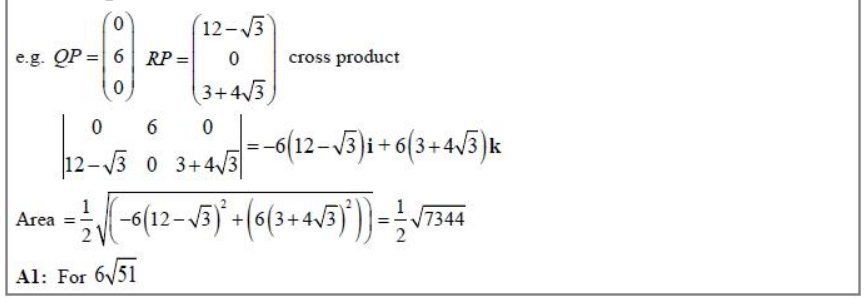 e.g. QP = (0 6 0) RP = (12−√3 0 3+4√3) cross product
|0 6 0 12−√3 0 3+4√3| = −6(12−√3)i + 6(3+4√3)k
Area = 1/2 √((−6(12−√3)² + (6(3+4√3)²)) = 1/2 √7344
A1: For 6√51